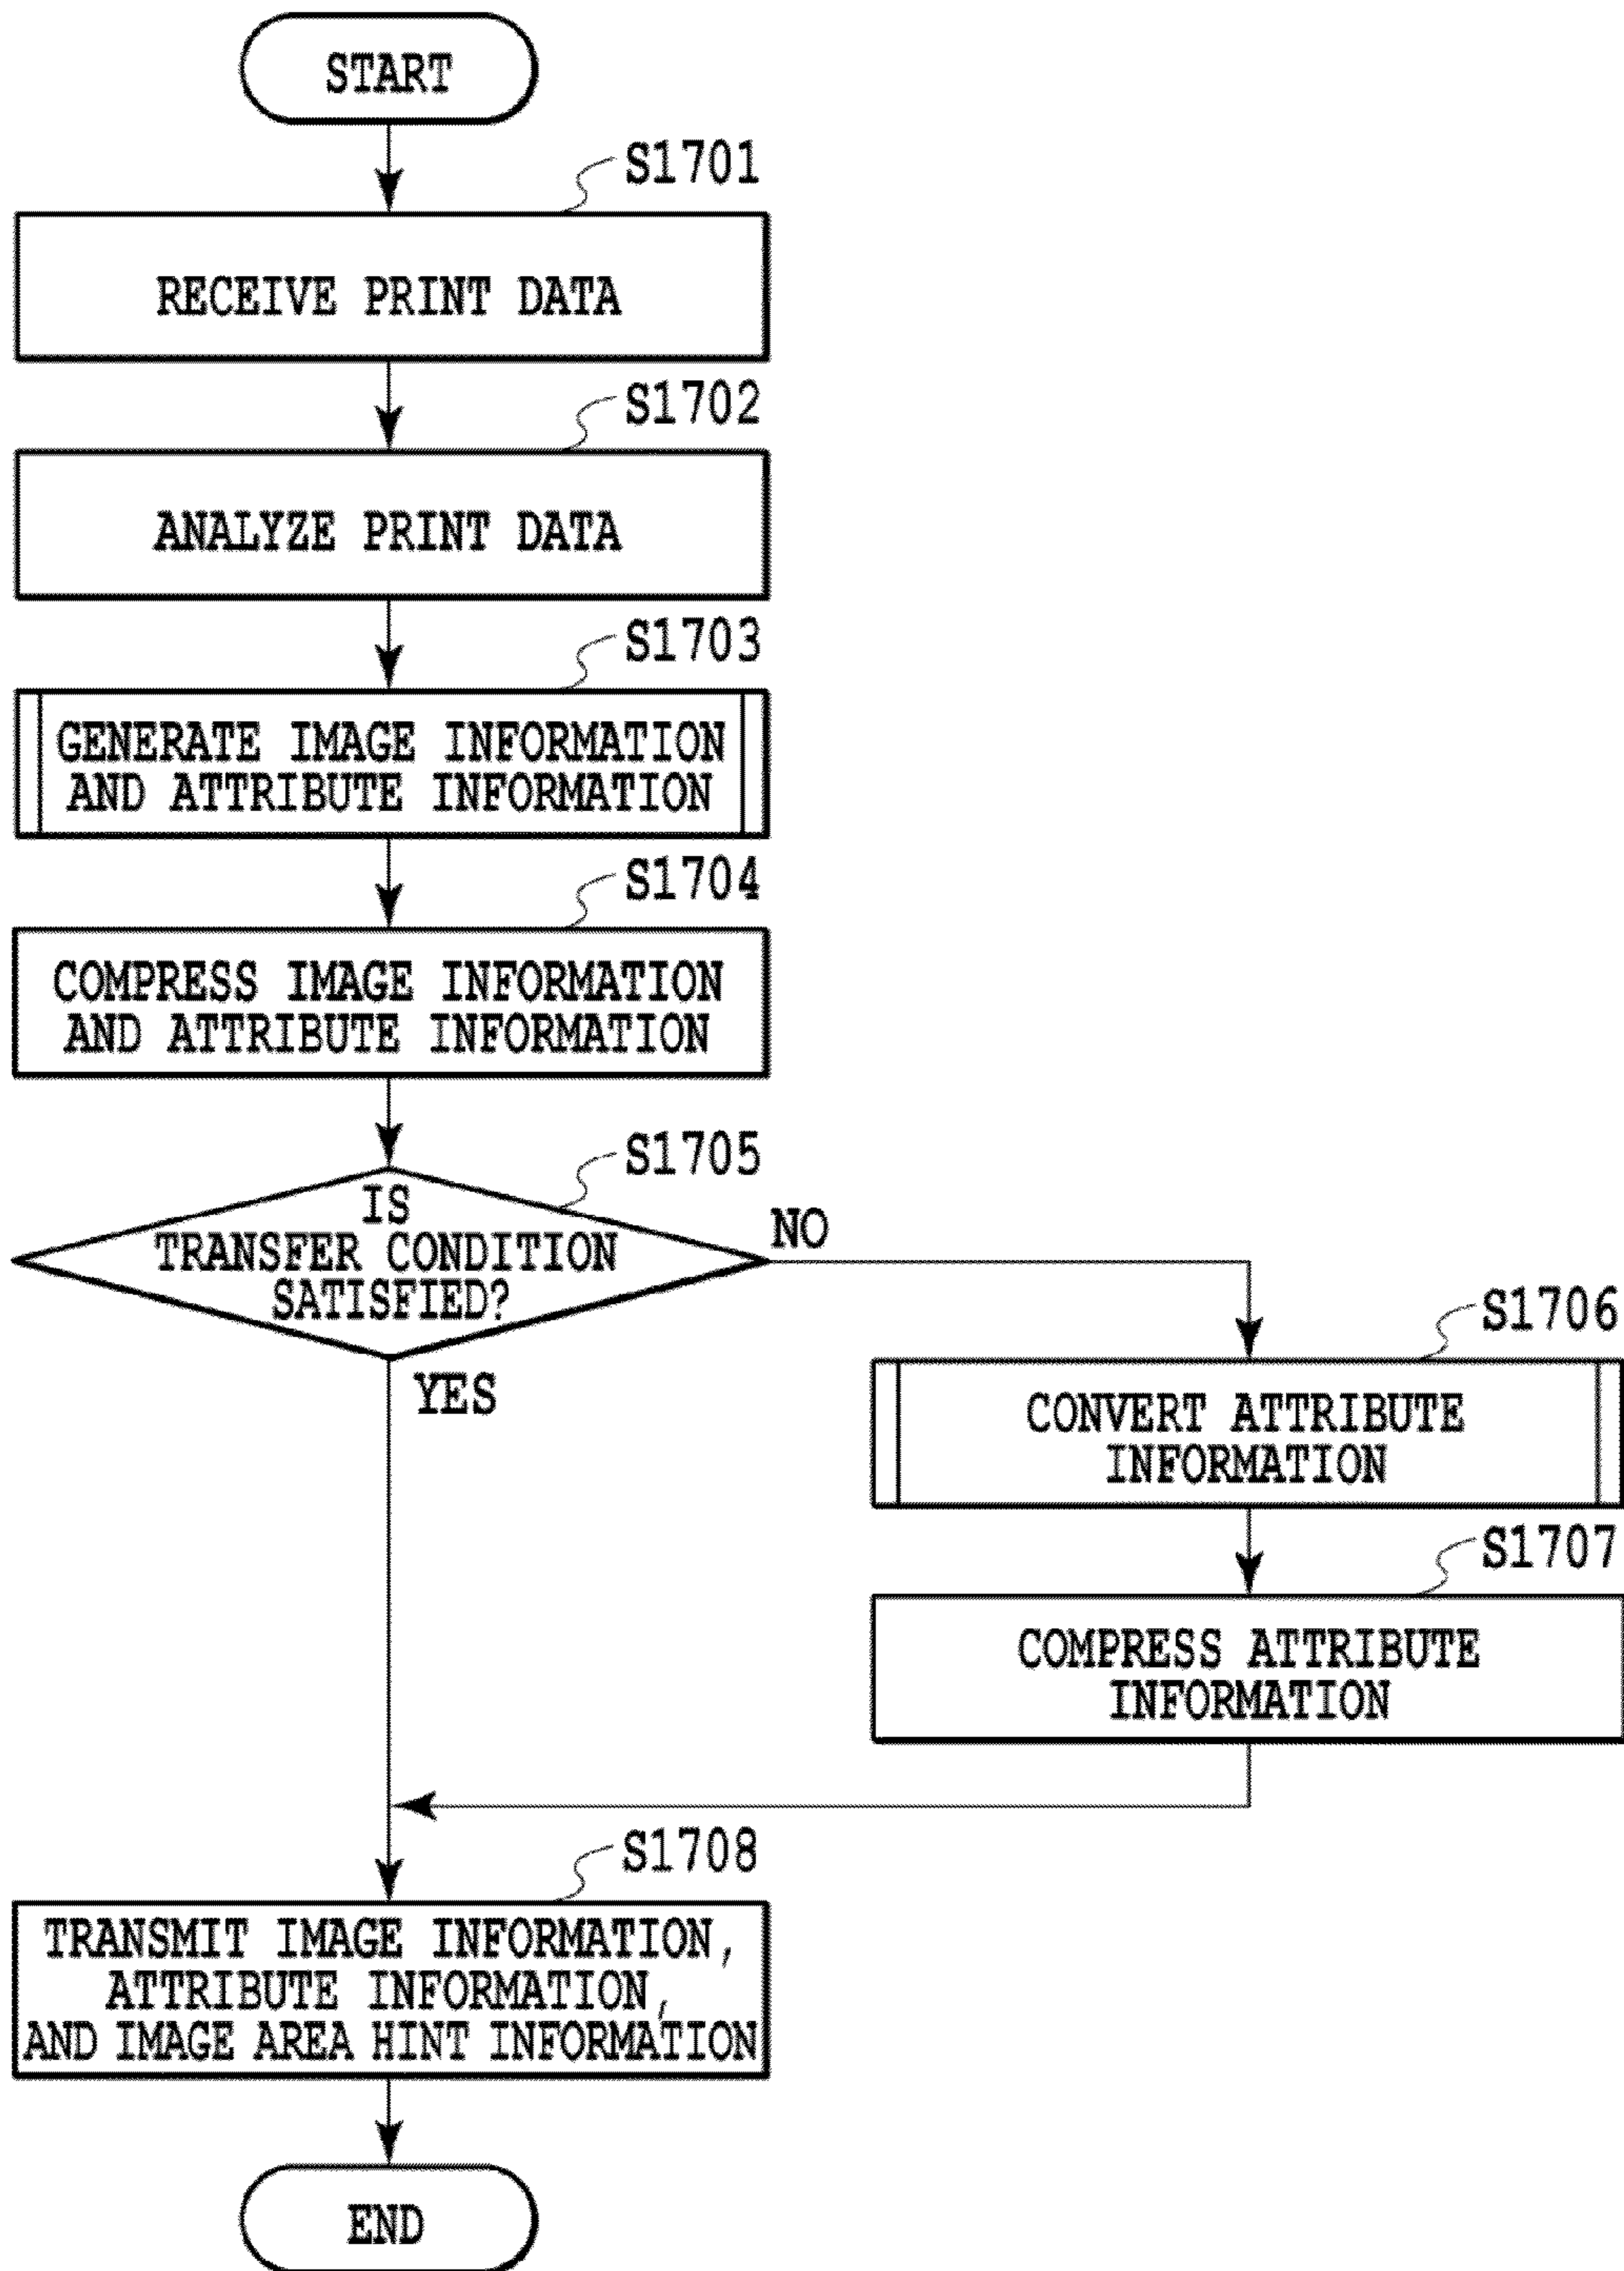 START
S1701
RECEIVE PRINT DATA
S1702
ANALYZE PRINT DATA
S1703
GENERATE IMAGE INFORMATION
AND ATTRIBUTE INFORMATION
S1704
COMPRESS IMAGE INFORMATION
AND ATTRIBUTE INFORMATION
S1705
IS
TRANSFER CONDITION
SATISFIED?
NO
YES
S1706
CONVERT ATTRIBUTE
INFORMATION
S1707
COMPRESS ATTRIBUTE
INFORMATION
S1708
TRANSMIT IMAGE INFORMATION,
ATTRIBUTE INFORMATION,
AND IMAGE AREA HINT INFORMATION
END